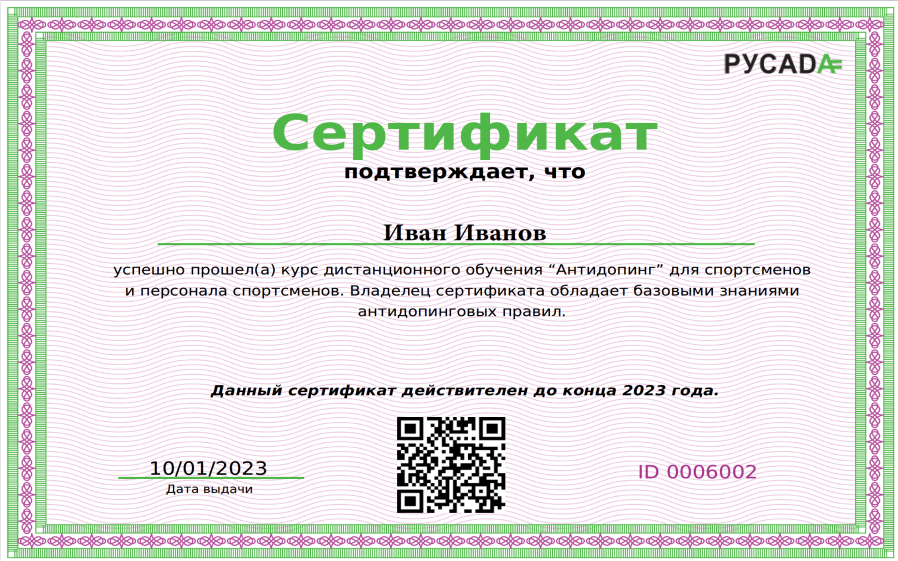 РУСАDА
Сертификат
подтверждает, что
Иван Иванов
успешно прошел(а) курс дистанционного обучения “Антидопинг” для спортсменов
и персонала спортсменов. Владелец сертификата обладает базовыми знаниями
антидопинговых правил.
Данный сертификат действителен до конца 2023 года.
10/01/2023
Дата выдачи
ID 0006002